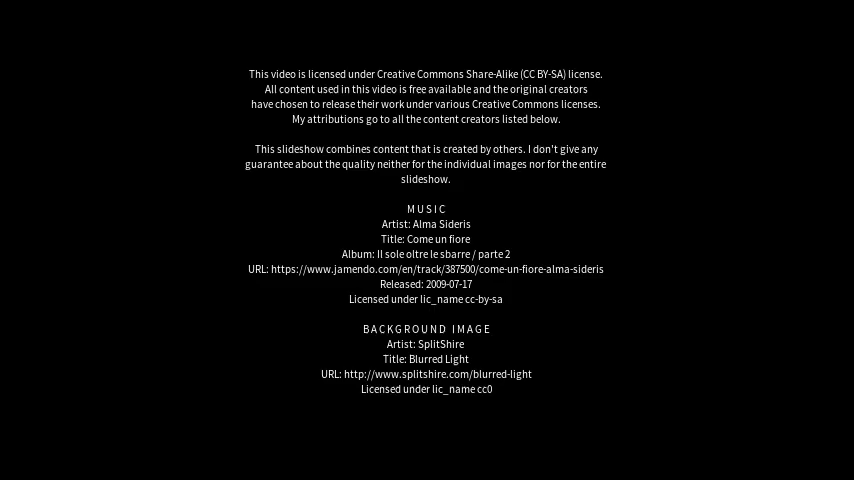 This video is licensed under Creative Commons Share-Alike (CC BY-SA) license.
All content used in this video is free available and the original creators
have chosen to release their work under various Creative Commons licenses.
My attributions go to all the content creators listed below.
This slideshow combines content that is created by others. I don't give any
guarantee about the quality neither for the individual images nor for the entire
slideshow.
MUSIC
Artist: Alma Sideris
Title: Come un fiore
Album: Il sole oltre le sbarre / parte 2
URL: https://www.jamendo.com/en/track/387500/come-un-fiore-alma-sideris
Released: 2009-07-17
Licensed under lic_name cc-by-sa
BACKGROUND IMAGE
Artist: SplitShire
Title: Blurred Light
URL: http://www.splitshire.com/blurred-light
Licensed under lic_name cc0